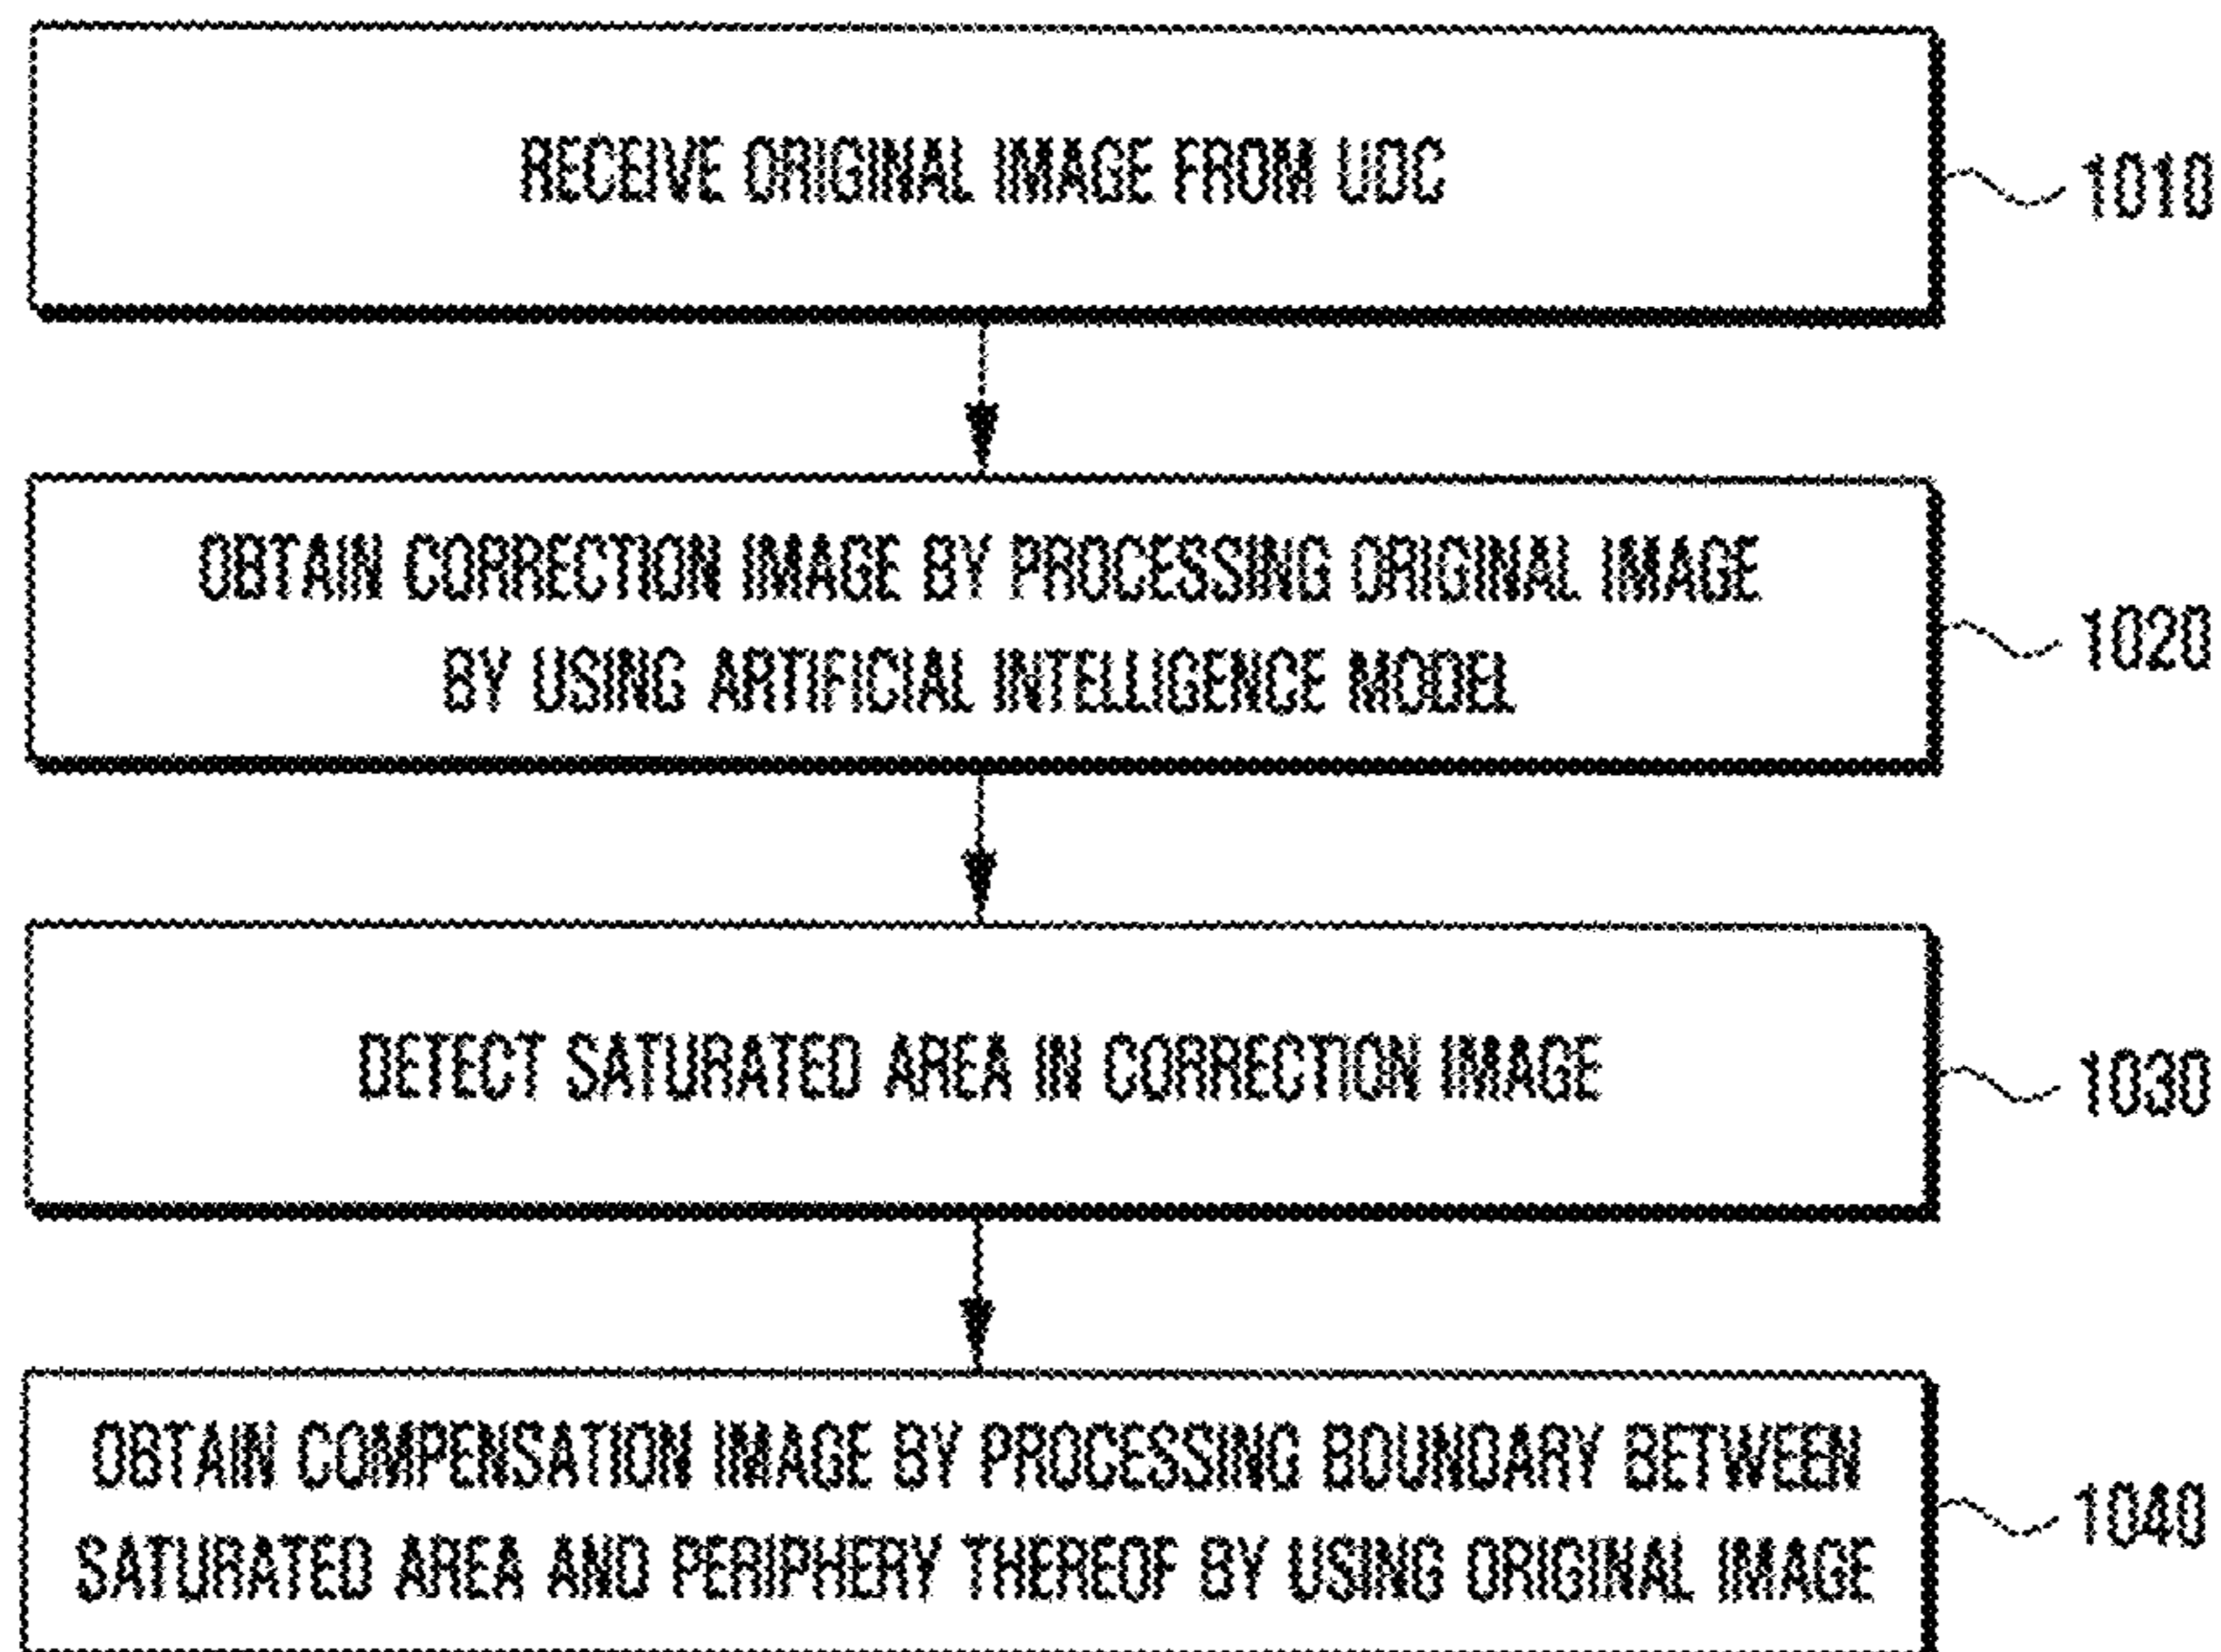 RECEIVE ORIGINAL IMAGE FROM UDC
1010
OBTAIN CORRECTION IMAGE BY PROCESSING ORIGINAL IMAGE
BY USING ARTIFICIAL INTELLIGENCE MODEL
1020
DETECT SATURATED AREA IN CORRECTION IMAGE
1030
OBTAIN COMPENSATION IMAGE BY PROCESSING BOUNDARY BETWEEN
SATURATED AREA AND PERIPHERY THEREOF BY USING ORIGINAL IMAGE
1040